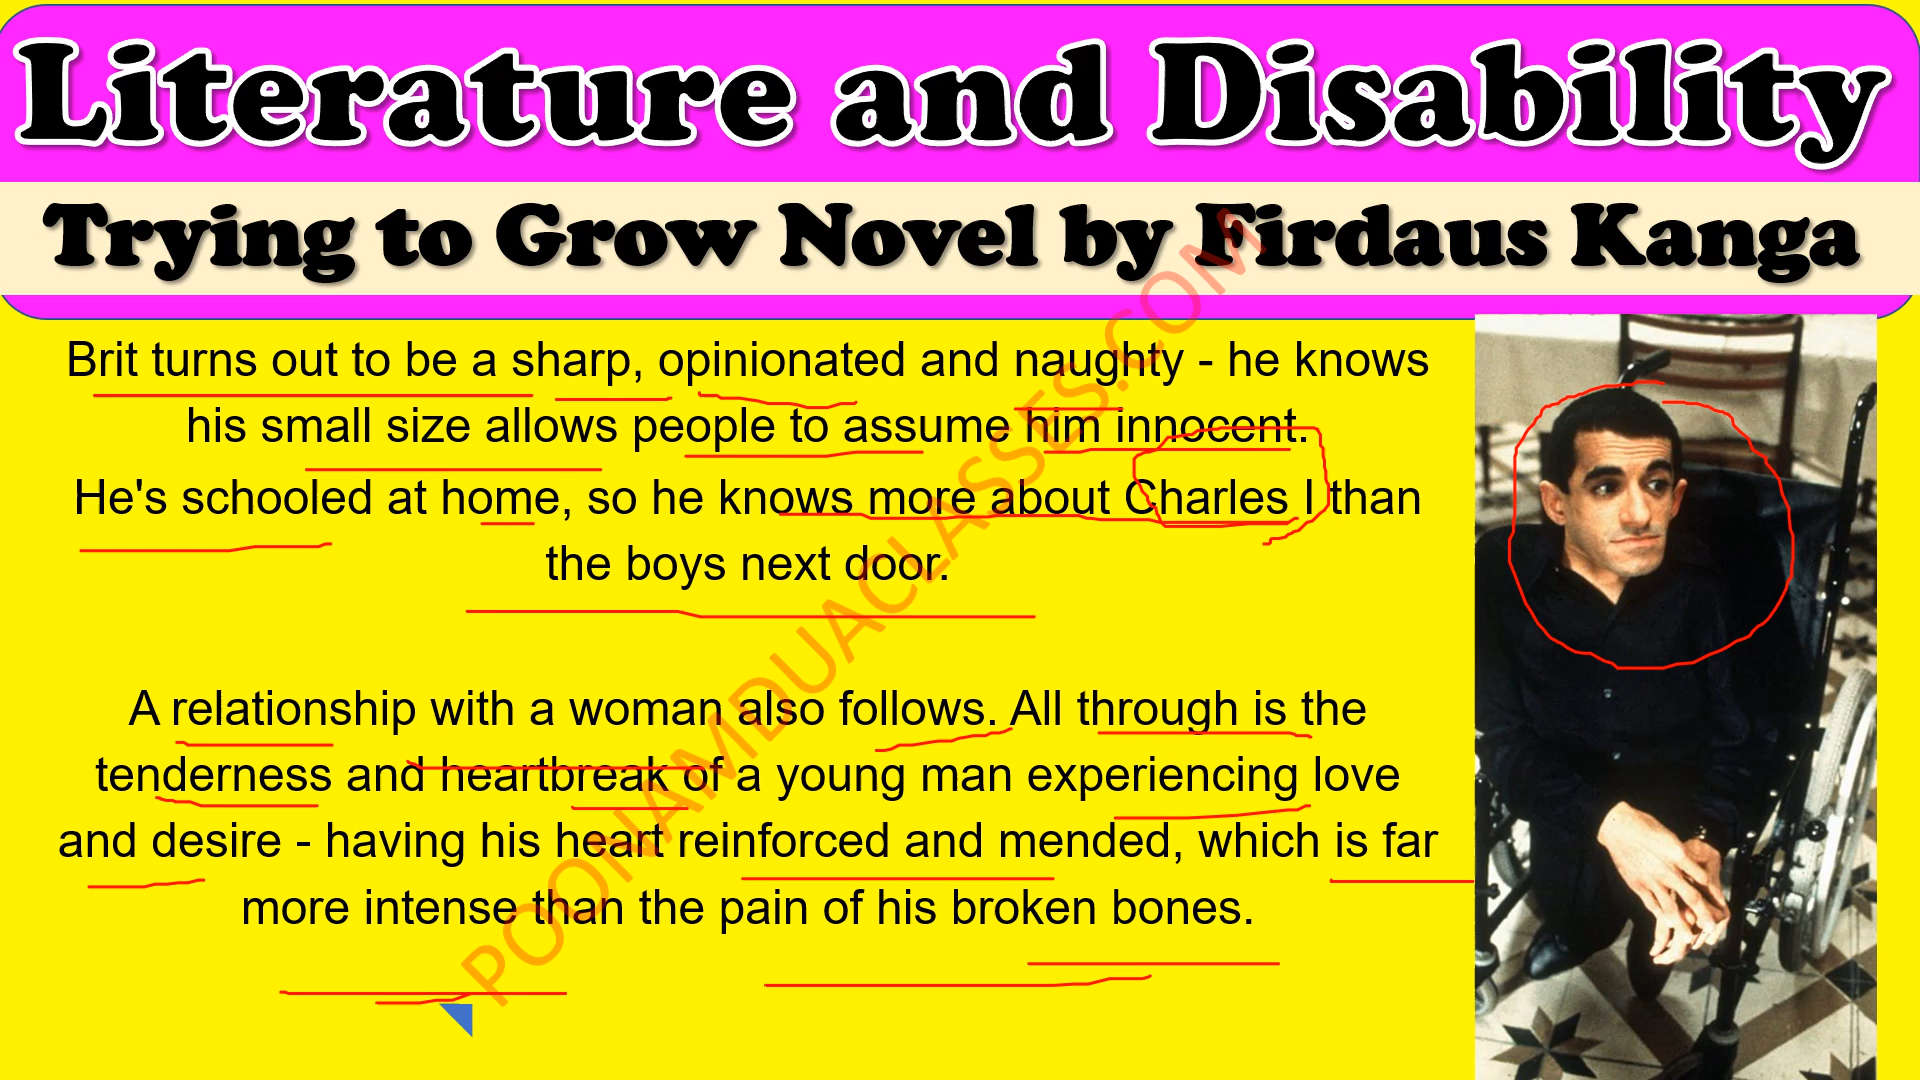 Literature and Disability
Trying to Grow Novel by Firdaus Kanga
Brit turns out to be a sharp, opinionated and naughty - he knows
his small size allows people to assume him innocent.
He's schooled at home, so he knows more about Charles I than
the boys next door.
A relationship with a woman also follows. All through is the
tenderness and heartbreak of a young man experiencing love
and desire - having his heart reinforced and mended, which is far
more intense than the pain of his broken bones.
POONAMDUACLASSES.COM